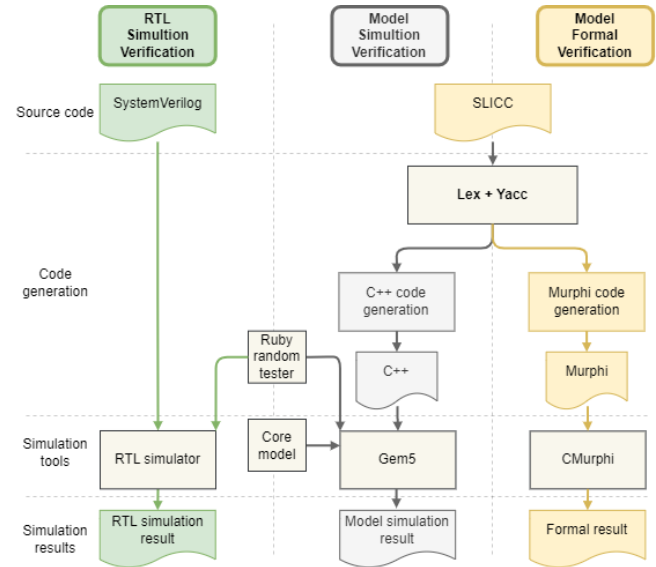 RTL
Simultion
Verification
Model
Simultion
Verification
Model
Formal
Verification
Source code
SystemVerilog
SLICC
Lex + Yacc
Code
generation
C++ code
generation
Murphi code
generation
Ruby
random
tester
C++
Murphi
Simulation
tools
RTL simulator
Core
model
Gem5
CMurphi
Simulation
results
RTL simulation
result
Model simulation
result
Formal result